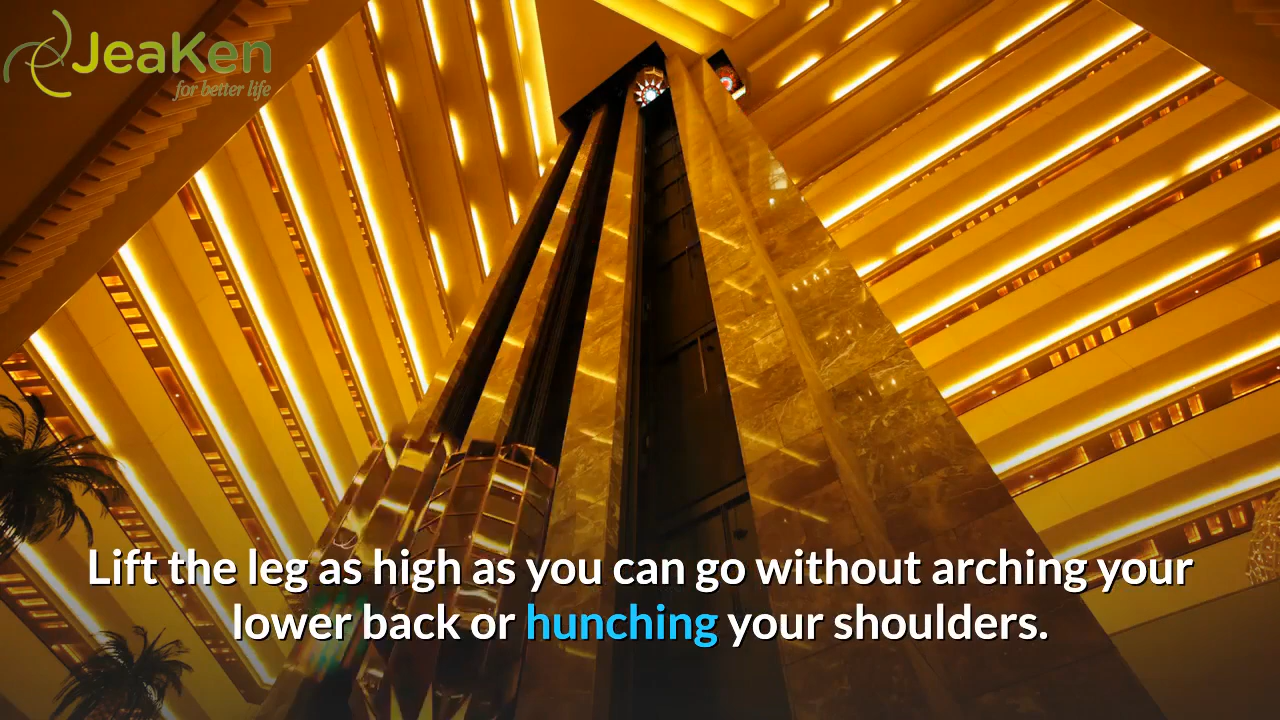 JeaKen
for better life
Lift the leg as high as you can go without arching your
lower back or hunching your shoulders.